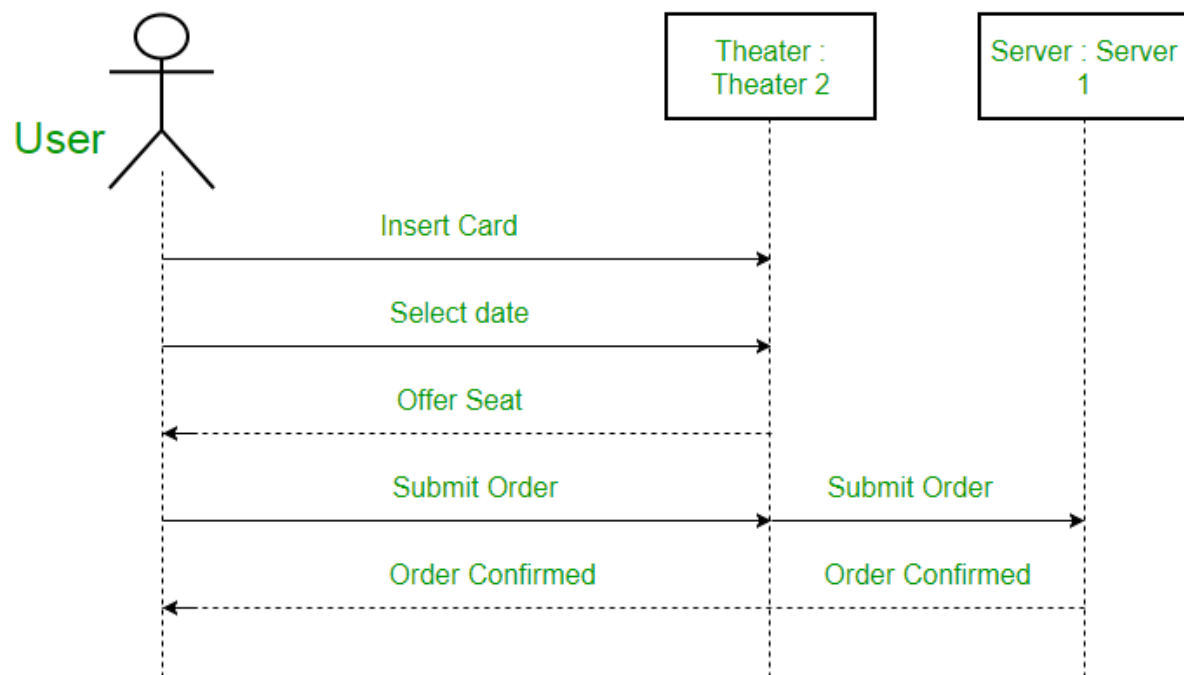 Theater :
Theater 2
Server : Server
1
User
Insert Card
Select date
Offer Seat
Submit Order
Submit Order
Order Confirmed
Order Confirmed